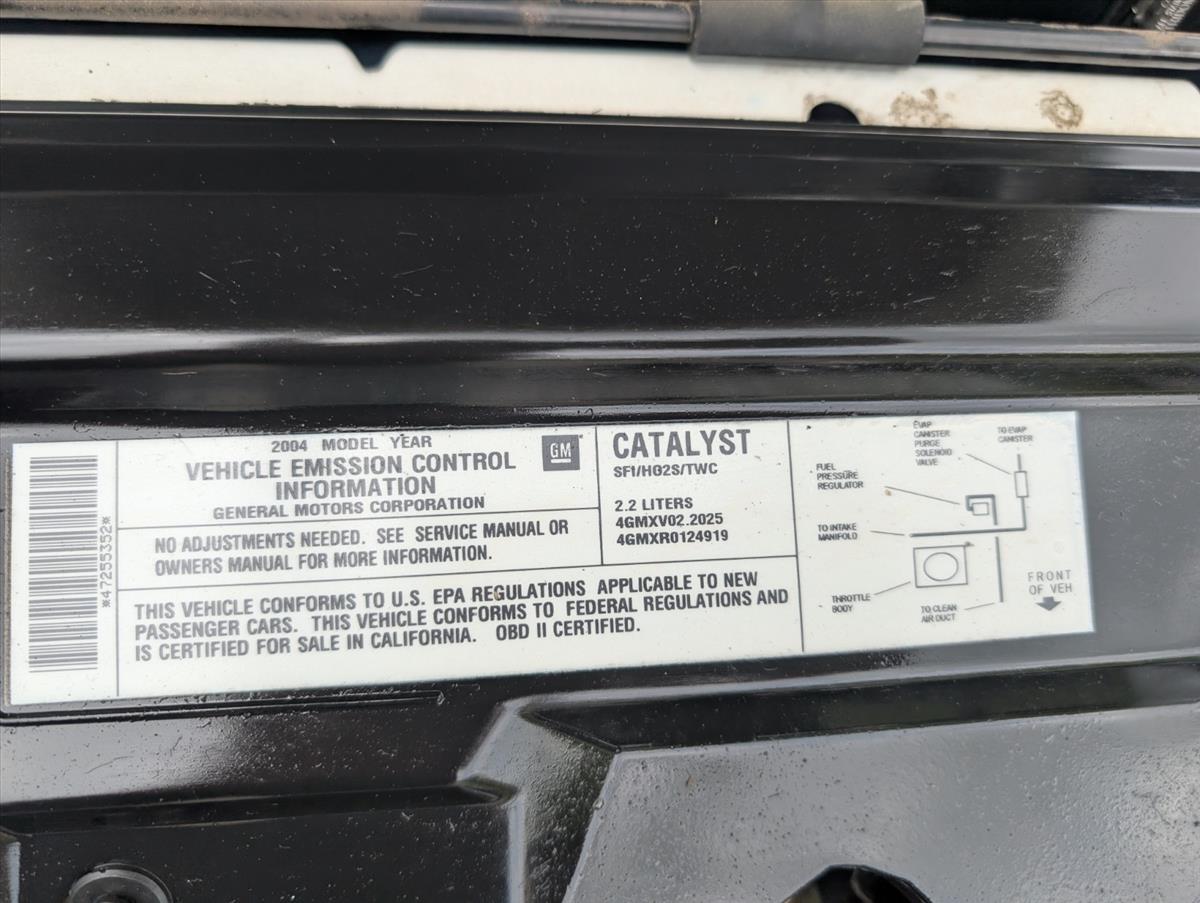 *47255352*
2004 MODEL YEAR
VEHICLE EMISSION CONTROL
INFORMATION
GENERAL MOTORS CORPORATION
GM
NO ADJUSTMENTS NEEDED. SEE SERVICE MANUAL OR
OWNERS MANUAL FOR MORE INFORMATION.
THIS VEHICLE CONFORMS TO U.S. EPA REGULATIONS APPLICABLE TO NEW
PASSENGER CARS. THIS VEHICLE CONFORMS TO FEDERAL REGULATIONS AND
IS CERTIFIED FOR SALE IN CALIFORNIA. OBD II CERTIFIED.
CATALYST
SFI/HO2S/TWC
2.2 LITERS
4GMXV02.2025
4GMXR0124919
EVAP
CANISTER
PURGE
SOLENOID
VALVE
TO EVAP
CANISTER
FUEL
PRESSURE
REGULATOR
TO INTAKE
MANIFOLD
THROTTLE
BODY
TO CLEAN
AIR DUCT
FRONT
OF VEH